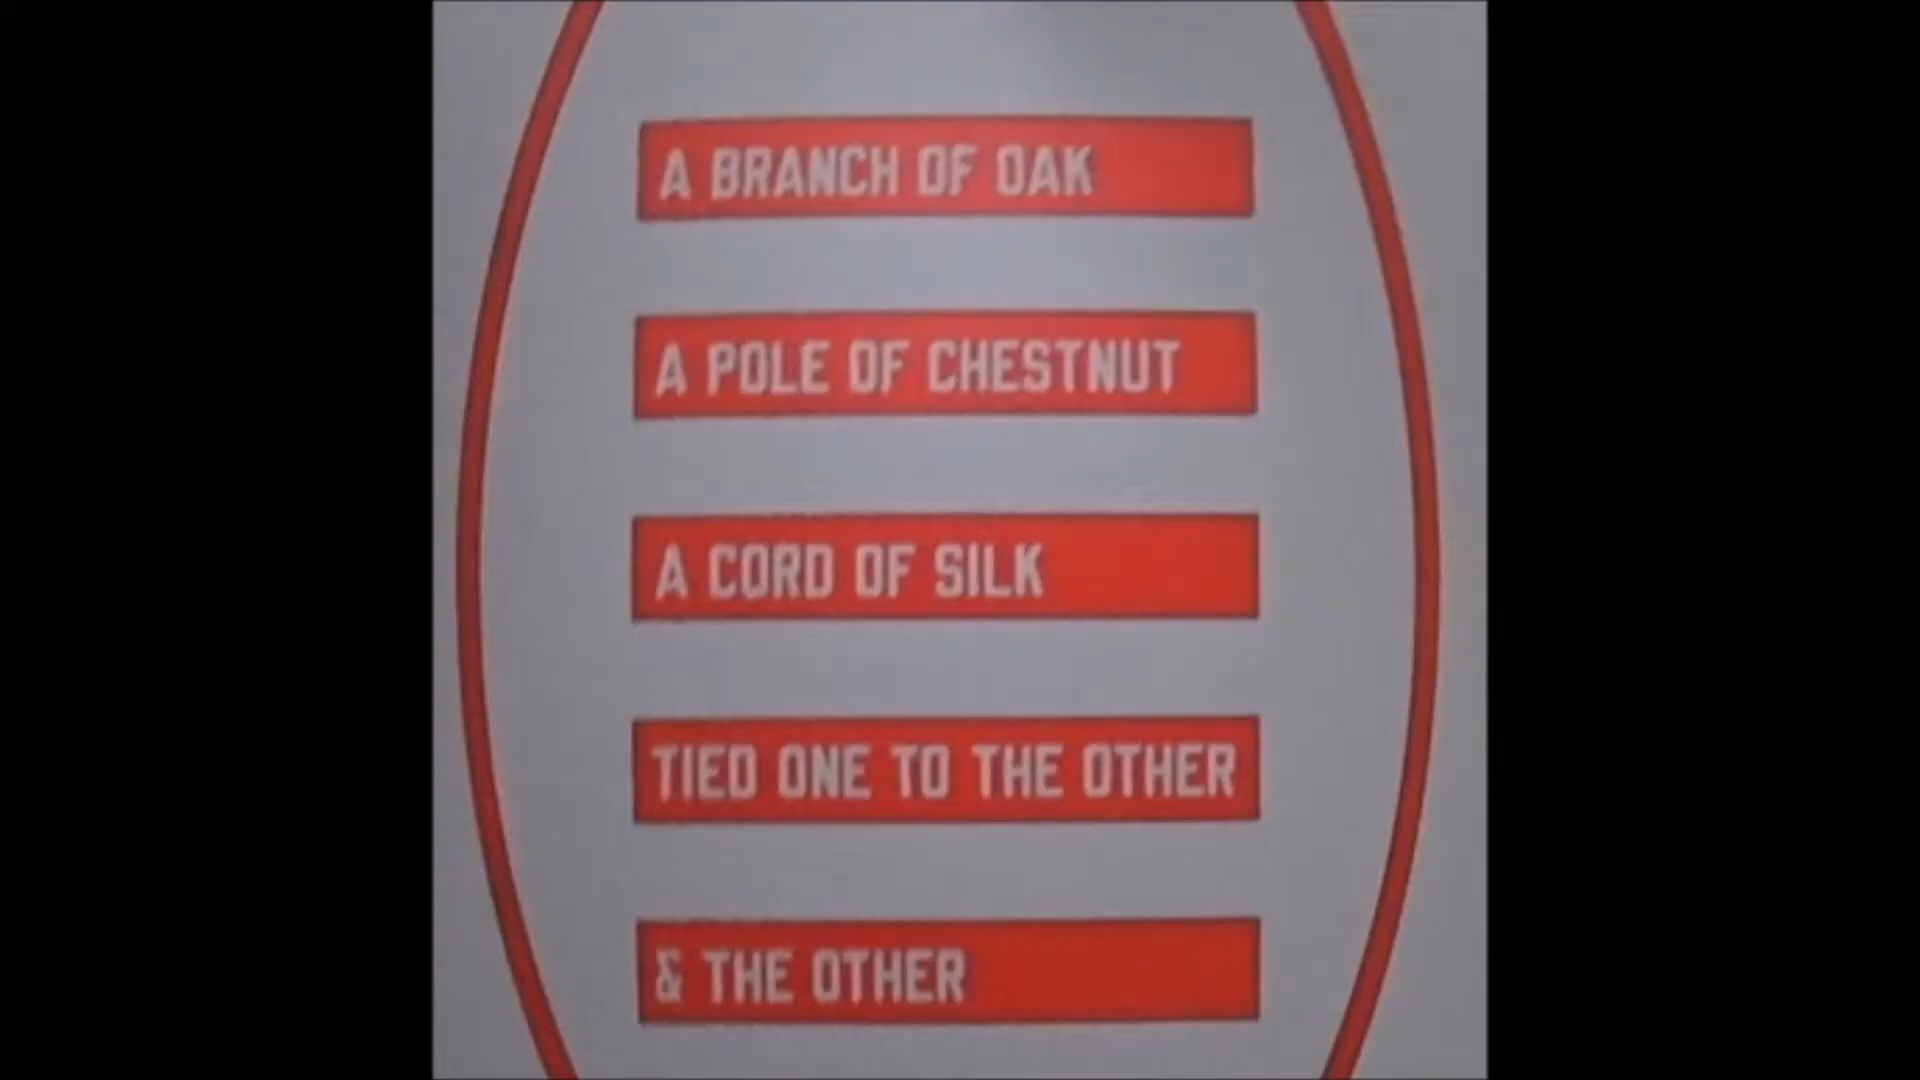 A BRANCH OF OAK
A POLE OF CHESTNUT
A CORD OF SILK
TIED ONE TO THE OTHER
& THE OTHER